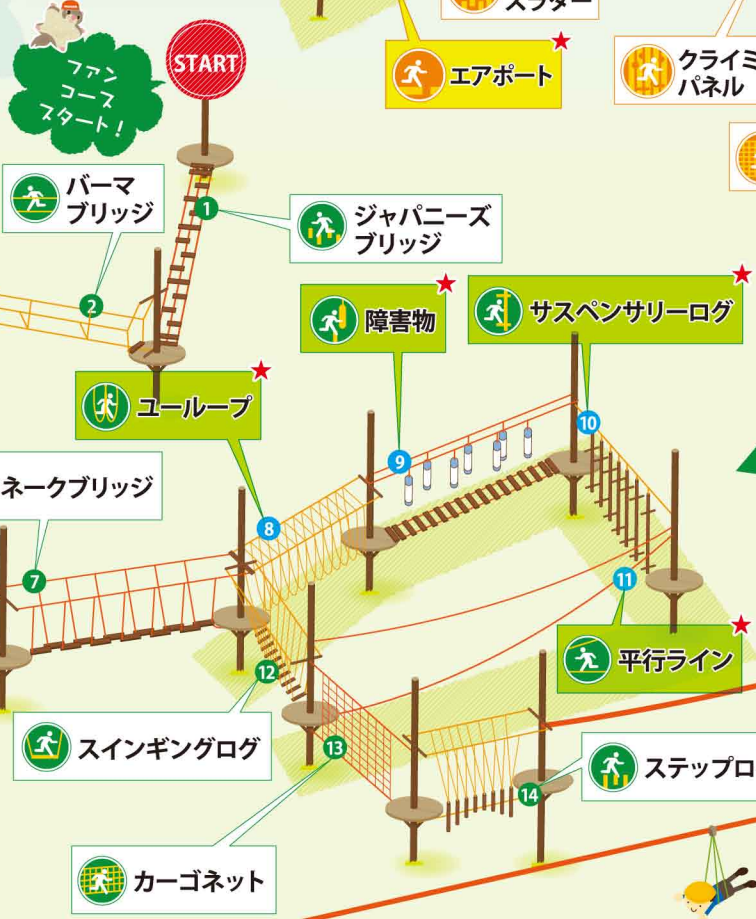 スラター
エアポート
クライミ
パネル
START
ファン
コース
スタート！
バーマ
ブリッジ
1
ジャパニーズ
ブリッジ
2
障害物
サスペンサリーログ
ユーループ
9
10
ネークブリッジ
8
7
11
平行ライン
12
スインギングログ
13
ステップロ
14
カーゴネット